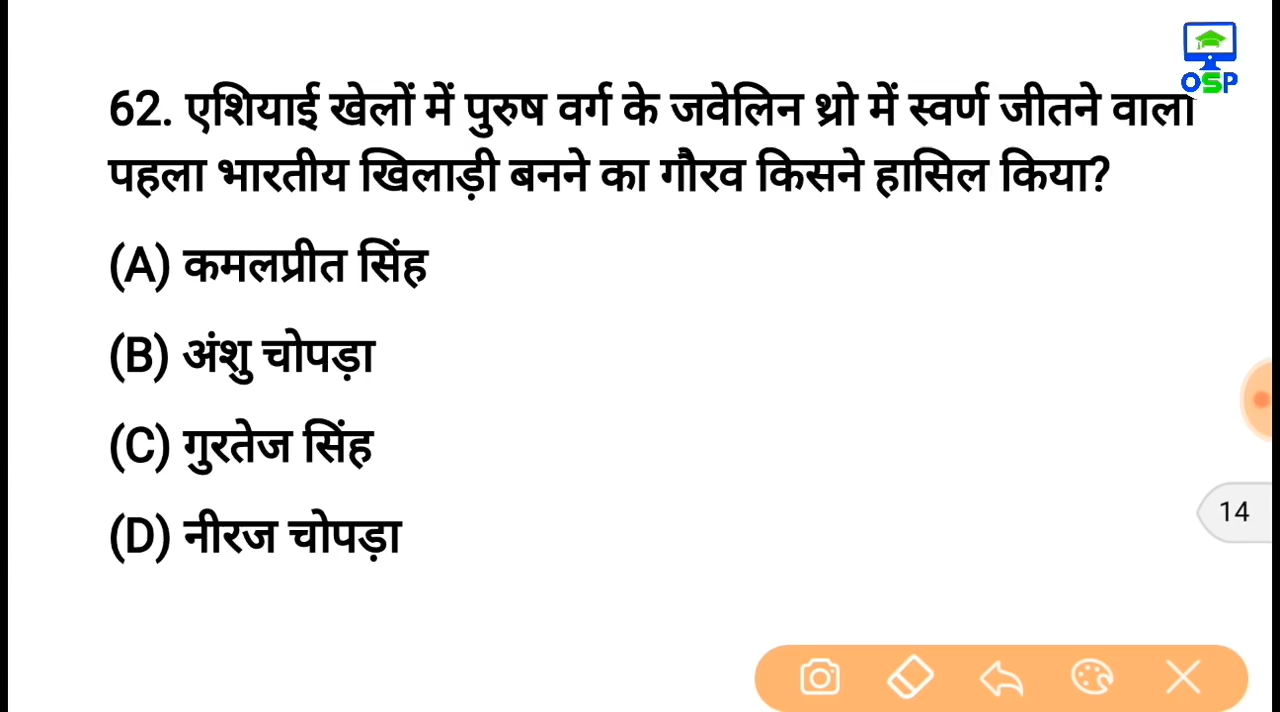 OSP
62. एशियाई खेलों में पुरुष वर्ग के जवेलिन थ्रो में स्वर्ण जीतने वाला
पहला भारतीय खिलाड़ी बनने का गौरव किसने हासिल किया?
(A) कमलप्रीत सिंह
(B) अंशु चोपड़ा
(C) गुरतेज सिंह
14
(D) नीरज चोपड़ा